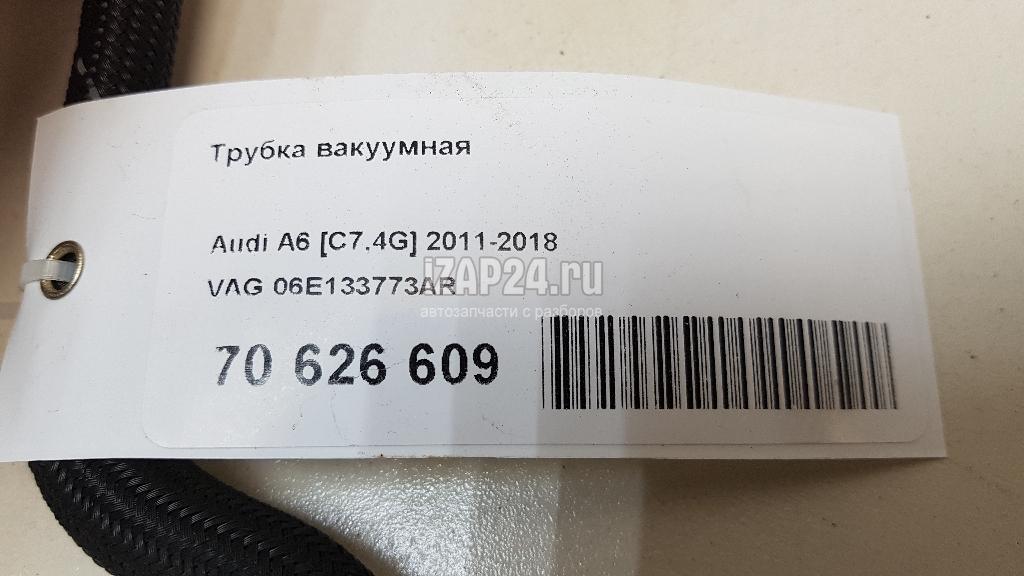 Трубка вакуумная
Audi A6 [C7.4G] 2011-2018
VAG 06E133773AR
iZAP24.ru
автозапчасти с разборов
70 626 609